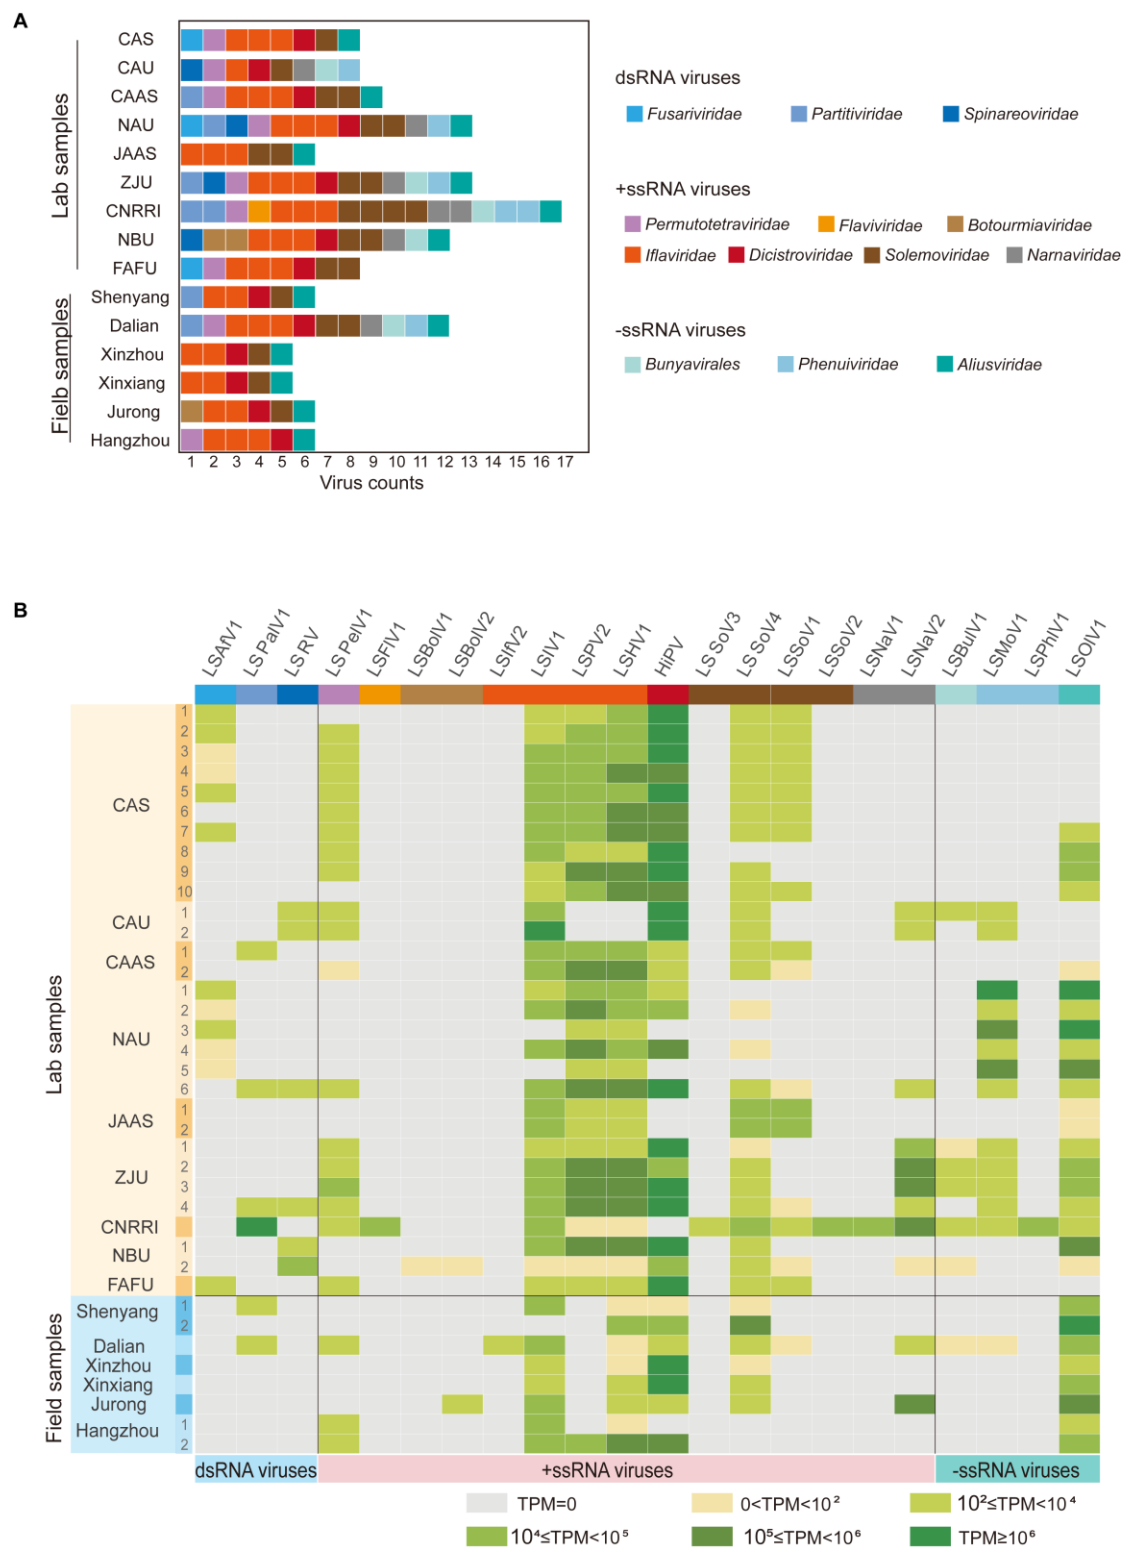 A
CAS
CAU
CAAS
NAU
JAAS
ZJU
CNRRI
NBU
FAFU
Shenyang
Dalian
Xinzhou
Xinxiang
Jurong
Hangzhou
Lab samples
Fielb samples
1 2 3 4 5 6 7 8 9 10 11 12 13 14 15 16 17
Virus counts
dsRNA viruses
Fusariviridae Partitiviridae Spinareoviridae
+ssRNA viruses
Permutotetraviridae Flaviviridae Botourmiaviridae
Iflaviridae Dicistroviridae Solemoviridae Narnaviridae
-ssRNA viruses
Bunyavirales Phenuiviridae Aliusviridae
B
LSAfV1 LSPalV1 LSRV LSPelV1 LSFlV1 LSBolV1 LSBolV2 LSIfV2 LSIV1 LSPV2 LSHV1 HiPV LSSoV3 LSSoV4 LSSoV1 LSSoV2 LSNaV1 LSNaV2 LSBulV1 LSMoV1 LSPhlV1 LSOlV1
Lab samples
CAS
1
2
3
4
5
6
7
8
9
10
CAU
1
2
CAAS
1
2
NAU
1
2
3
4
5
6
JAAS
1
2
ZJU
1
2
3
4
CNRRI
NBU
1
2
FAFU
Field samples
Shenyang
1
2
Dalian
Xinzhou
Xinxiang
Jurong
Hangzhou
1
2
dsRNA viruses +ssRNA viruses -ssRNA viruses
TPM=0 0<TPM<10² 10²≤TPM<10⁴
10⁴≤TPM<10⁵ 10⁵≤TPM<10⁶ TPM≥10⁶